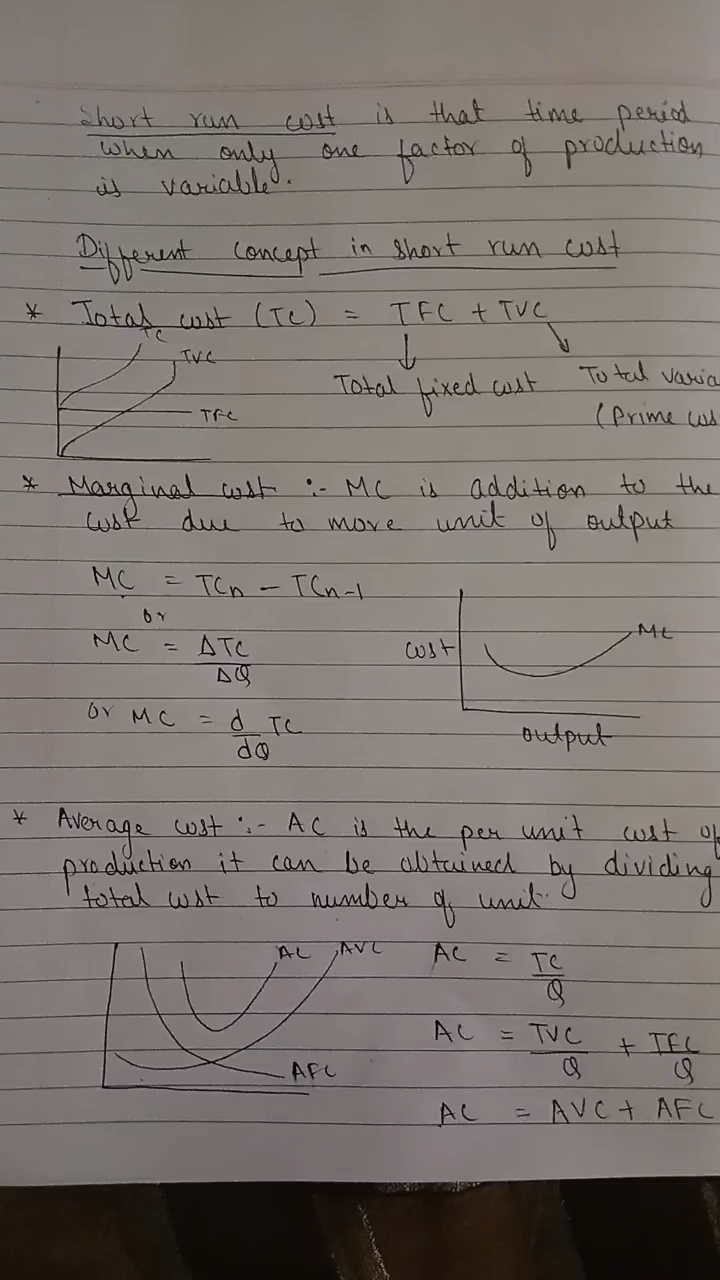 Short run cost is that time period
when only one factor of production
is variable.
Different concept in short run cost
* Total cost (TC) = TFC + TVC
TC
TVC
TFC
Total fixed cost
Total varia
(Prime cos
* Marginal cost :- MC is addition to the
cost due to more unit of output
MC = TCn - TCn-1
or
MC = ΔTC
ΔQ
or MC = d TC
dQ
cost
MC
output
* Average cost :- AC is the per unit cost of
production it can be obtained by dividing
total cost to number of unit.
AC
AVC
AFC
AC = TC
Q
AC = TVC + TFC
Q Q
AC = AVC + AFC